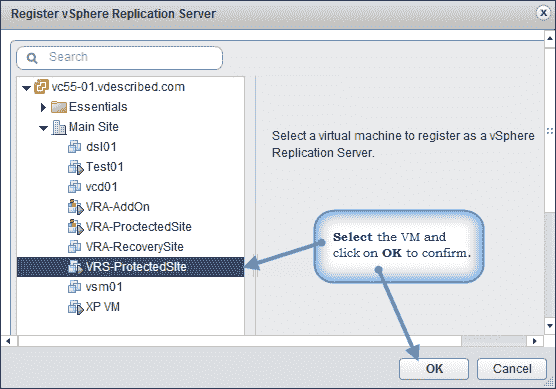 Register vSphere Replication Server
Search
vc55-01.vdescribed.com
Essentials
Main Site
dsl01
Test01
vcd01
VRA-AddOn
VRA-ProctectedSite
VRA-RecoverySite
VRS-ProtectedSIte
vsm01
XP VM
Select a virtual machine to register as a vSphere
Replication Server.
Select the VM and
click on OK to confirm.
OK
Cancel